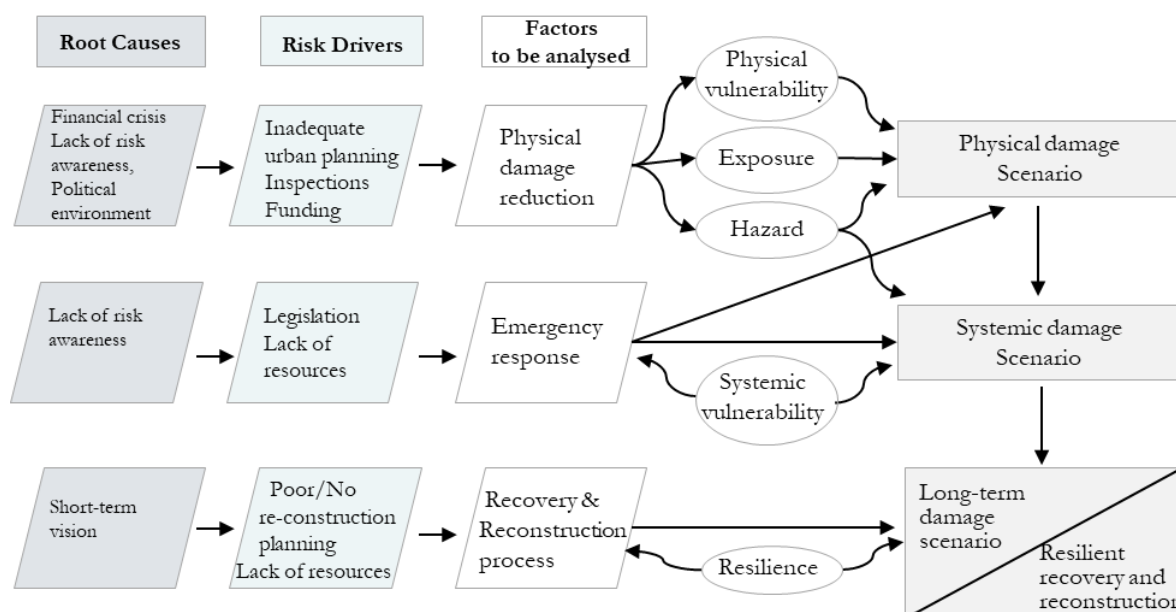 Root Causes
Risk Drivers
Factors
to be analysed
Financial crisis
Lack of risk
awareness,
Political
environment
Inadequate
urban planning
Inspections
Funding
Physical
damage
reduction
Physical
vulnerability
Exposure
Hazard
Physical damage
Scenario
Lack of risk
awareness
Legislation
Lack of
resources
Emergency
response
Systemic
vulnerability
Systemic damage
Scenario
Short-term
vision
Poor/No
re-construction
planning
Lack of resources
Recovery &
Reconstruction
process
Resilience
Long-term
damage
scenario
Resilient
recovery and
reconstruction